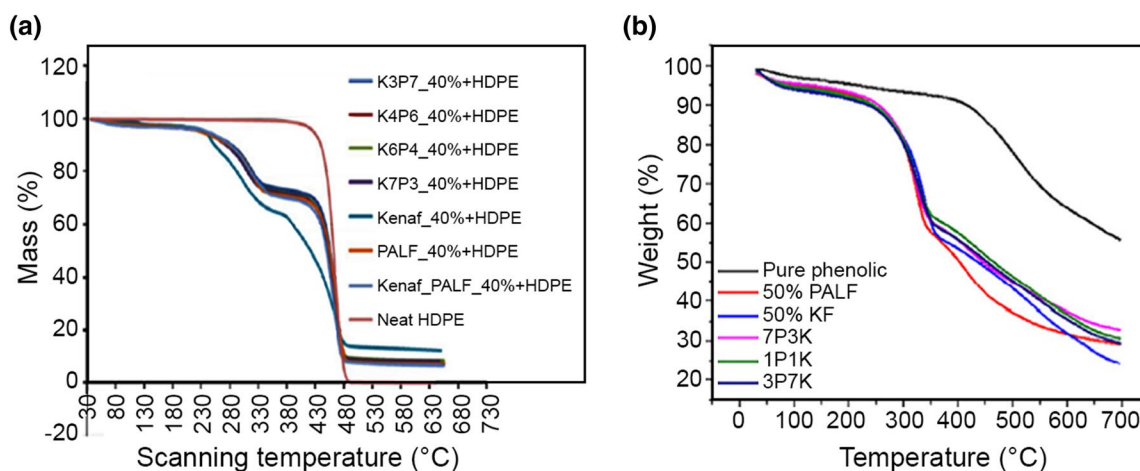 (a)
120
100
80
60
40
20
0
-20
Mass (%)
K3P7_40%+HDPE
K4P6_40%+HDPE
K6P4_40%+HDPE
K7P3_40%+HDPE
Kenaf_40%+HDPE
PALF_40%+HDPE
Kenaf_PALF_40%+HDPE
Neat HDPE
30
80
130
180
230
280
330
380
430
480
530
580
630
680
730
Scanning temperature (°C)
(b)
100
90
80
70
60
50
40
30
20
Weight (%)
Pure phenolic
50% PALF
50% KF
7P3K
1P1K
3P7K
0 100 200 300 400 500 600 700
Temperature (°C)